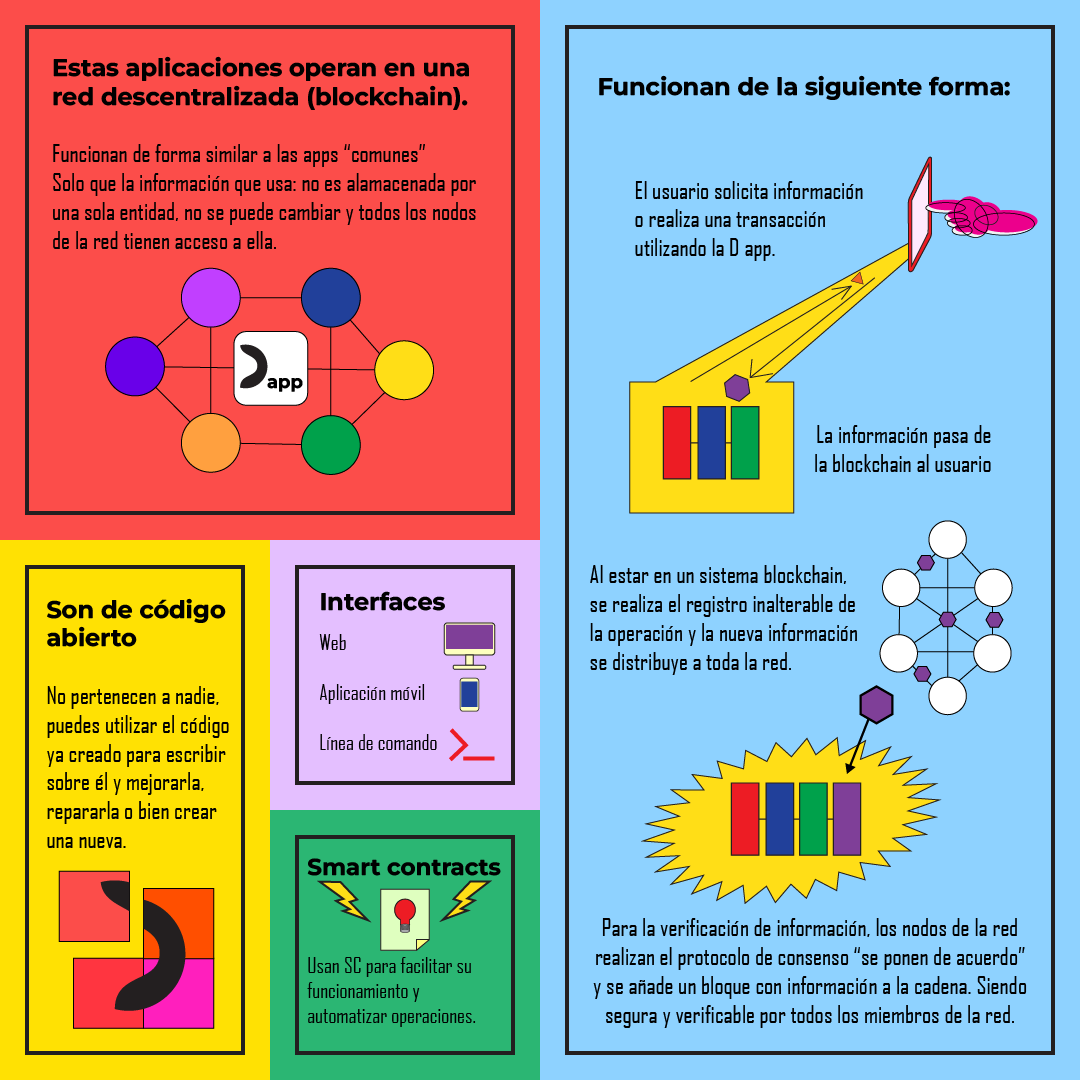 Estas aplicaciones operan en una
red descentralizada (blockchain).
Funcionan de forma similar a las apps “comunes”
Solo que la información que usa: no es alamacenada por
una sola entidad, no se puede cambiar y todos los nodos
de la red tienen acceso a ella.
app
Son de código
abierto
No pertenecen a nadie,
puedes utilizar el código
ya creado para escribir
sobre él y mejorarla,
repararla o bien crear
una nueva.
Interfaces
Web
Aplicación móvil
Línea de comando
Smart contracts
Usan SC para facilitar su
funcionamiento y
automatizar operaciones.
Funcionan de la siguiente forma:
El usuario solicita información
o realiza una transacción
utilizando la D app.
La información pasa de
la blockchain al usuario
Al estar en un sistema blockchain,
se realiza el registro inalterable de
la operación y la nueva información
se distribuye a toda la red.
Para la verificación de información, los nodos de la red
realizan el protocolo de consenso “se ponen de acuerdo”
y se añade un bloque con información a la cadena. Siendo
segura y verificable por todos los miembros de la red.